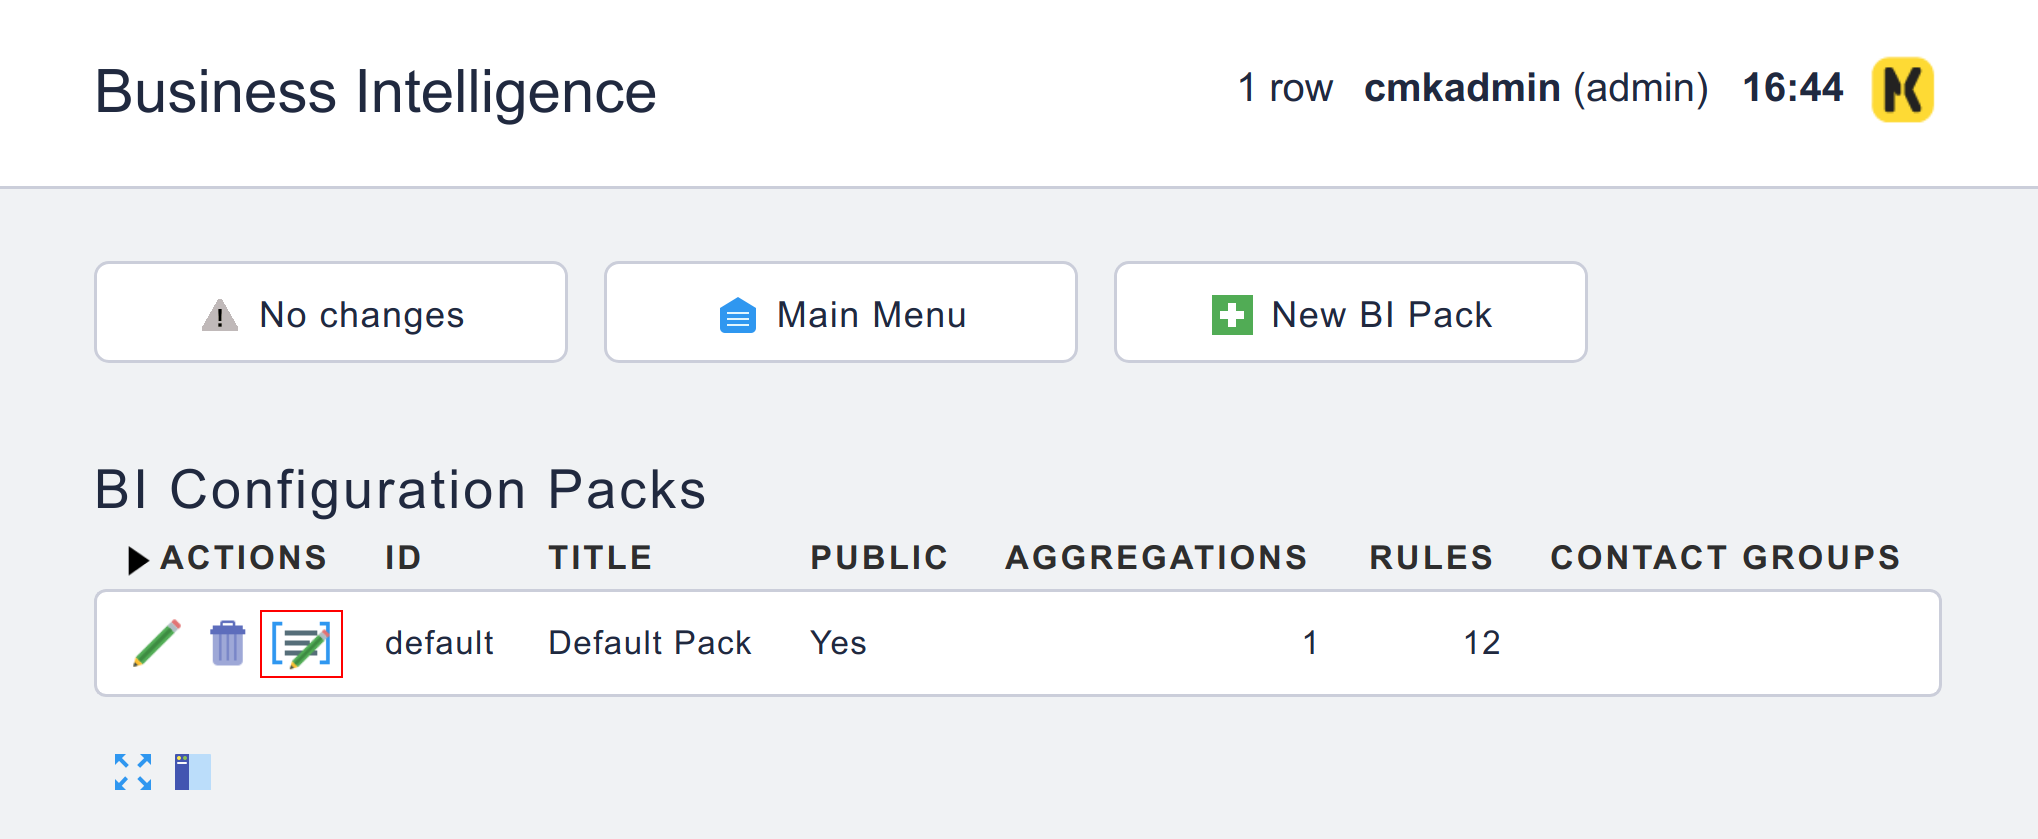 Business Intelligence
1 row cmkadmin (admin) 16:44
No changes
Main Menu
New BI Pack
BI Configuration Packs
ACTIONS ID TITLE PUBLIC AGGREGATIONS RULES CONTACT GROUPS
default Default Pack Yes 1 12